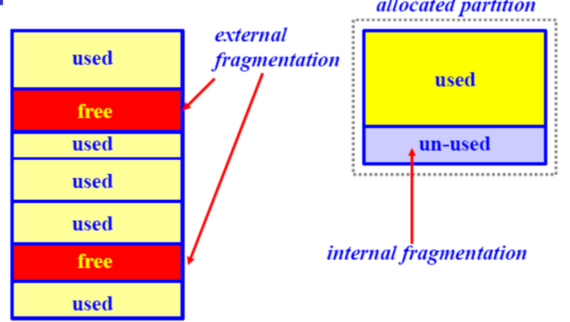 allocated partition
external
fragmentation
used
free
used
used
used
free
used
used
un-used
internal fragmentation